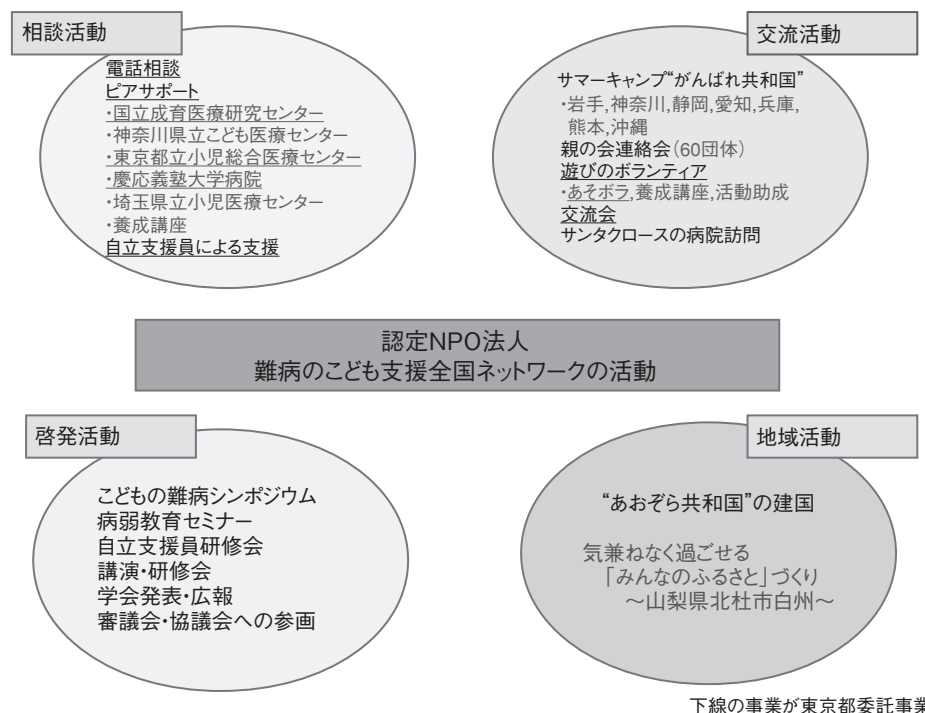 相談活動
電話相談
ピアサポート
・国立成育医療研究センター
・神奈川県立こども医療センター
・東京都立小児総合医療センター
・慶応義塾大学病院
・埼玉県立小児医療センター
・養成講座
自立支援員による支援
交流活動
サマーキャンプ“がんばれ共和国”
・岩手,神奈川,静岡,愛知,兵庫,
熊本,沖縄
親の会連絡会(60団体)
遊びのボランティア
・あそボラ,養成講座,活動助成
交流会
サンタクロースの病院訪問
認定NPO法人
難病のこども支援全国ネットワークの活動
啓発活動
こどもの難病シンポジウム
病弱教育セミナー
自立支援員研修会
講演・研修会
学会発表・広報
審議会・協議会への参画
地域活動
“あおぞら共和国”の建国
気兼ねなく過ごせる
「みんなのふるさと」づくり
～山梨県北杜市白州～
下線の事業が東京都委託事業